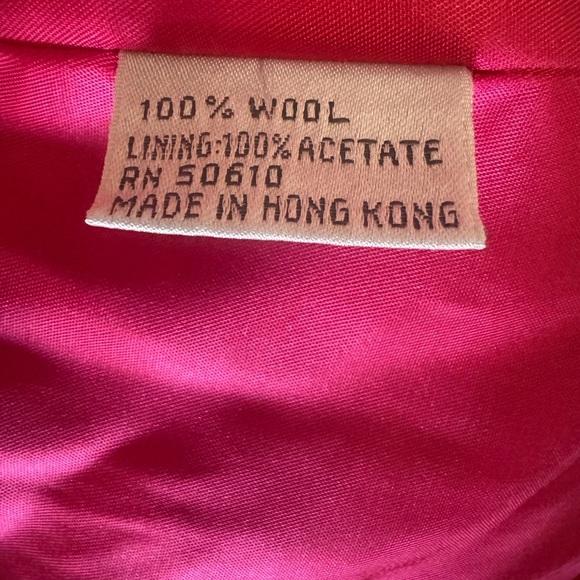 100% WOOL
LINING:100% ACETATE
RN 50610
MADE IN HONG KONG